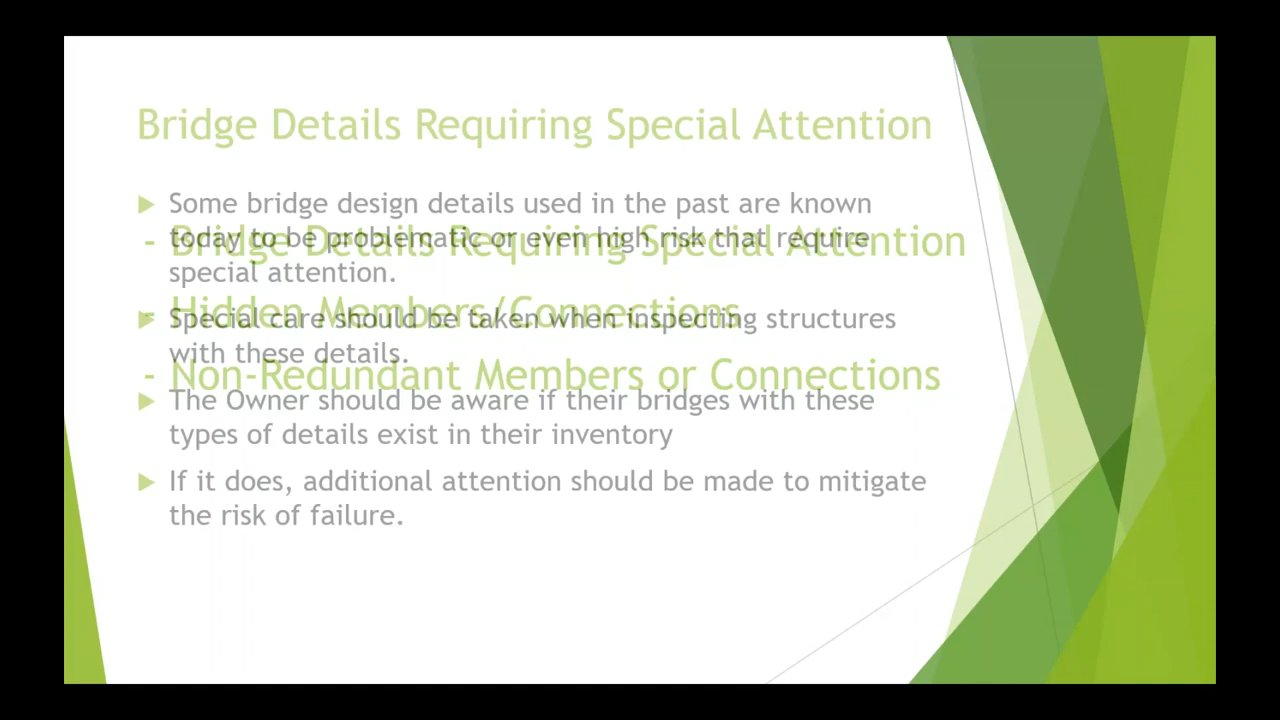 Bridge Details Requiring Special Attention
Some bridge design details used in the past are known
today to be problematic or even high risk that require
special attention.
Special care should be taken when inspecting structures
with these details.
The Owner should be aware if their bridges with these
types of details exist in their inventory
If it does, additional attention should be made to mitigate
the risk of failure.
- Bridge Details Requiring Special Attention
- Hidden Members/Connections
- Non-Redundant Members or Connections